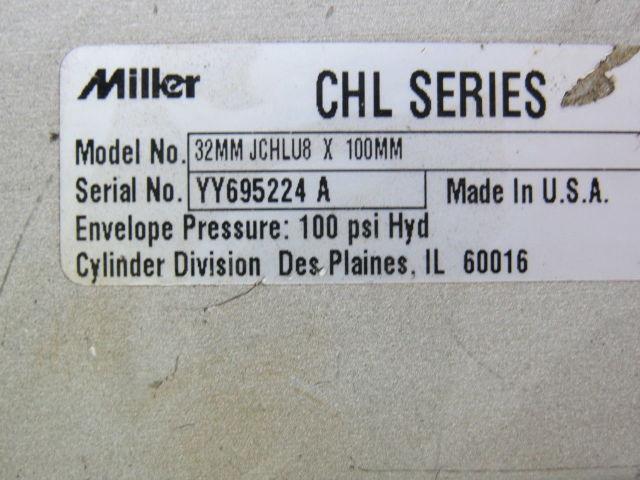 Miller CHL SERIES
Model No. 32MM JCHLU8 X 100MM
Serial No. YY695224 A Made In U.S.A.
Envelope Pressure: 100 psi Hyd
Cylinder Division Des Plaines, IL 60016